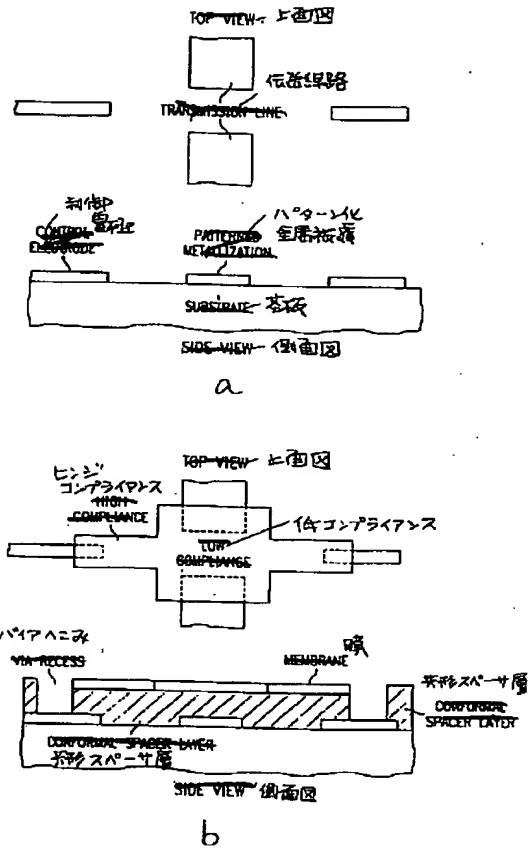 TOP VIEW 上面図
伝送線路
TRANSMISSION LINE
制御
CONTROL 電極
ELECTRODE
パターン化
PATTERNED 金属被覆
METALLIZATION
SUBSTRATE 基板
SIDE VIEW 側面図
a
TOP VIEW 上面図
ヒンジ
コンプライアンス
HIGH
COMPLIANCE
低コンプライアンス
LOW
COMPLIANCE
バイアへこみ
VIA RECESS
膜
MEMBRANE
共形スペーサ層
CONFORMAL
SPACER LAYER
CONFORMAL SPACER LAYER
共形スペーサ層
SIDE VIEW 側面図
b